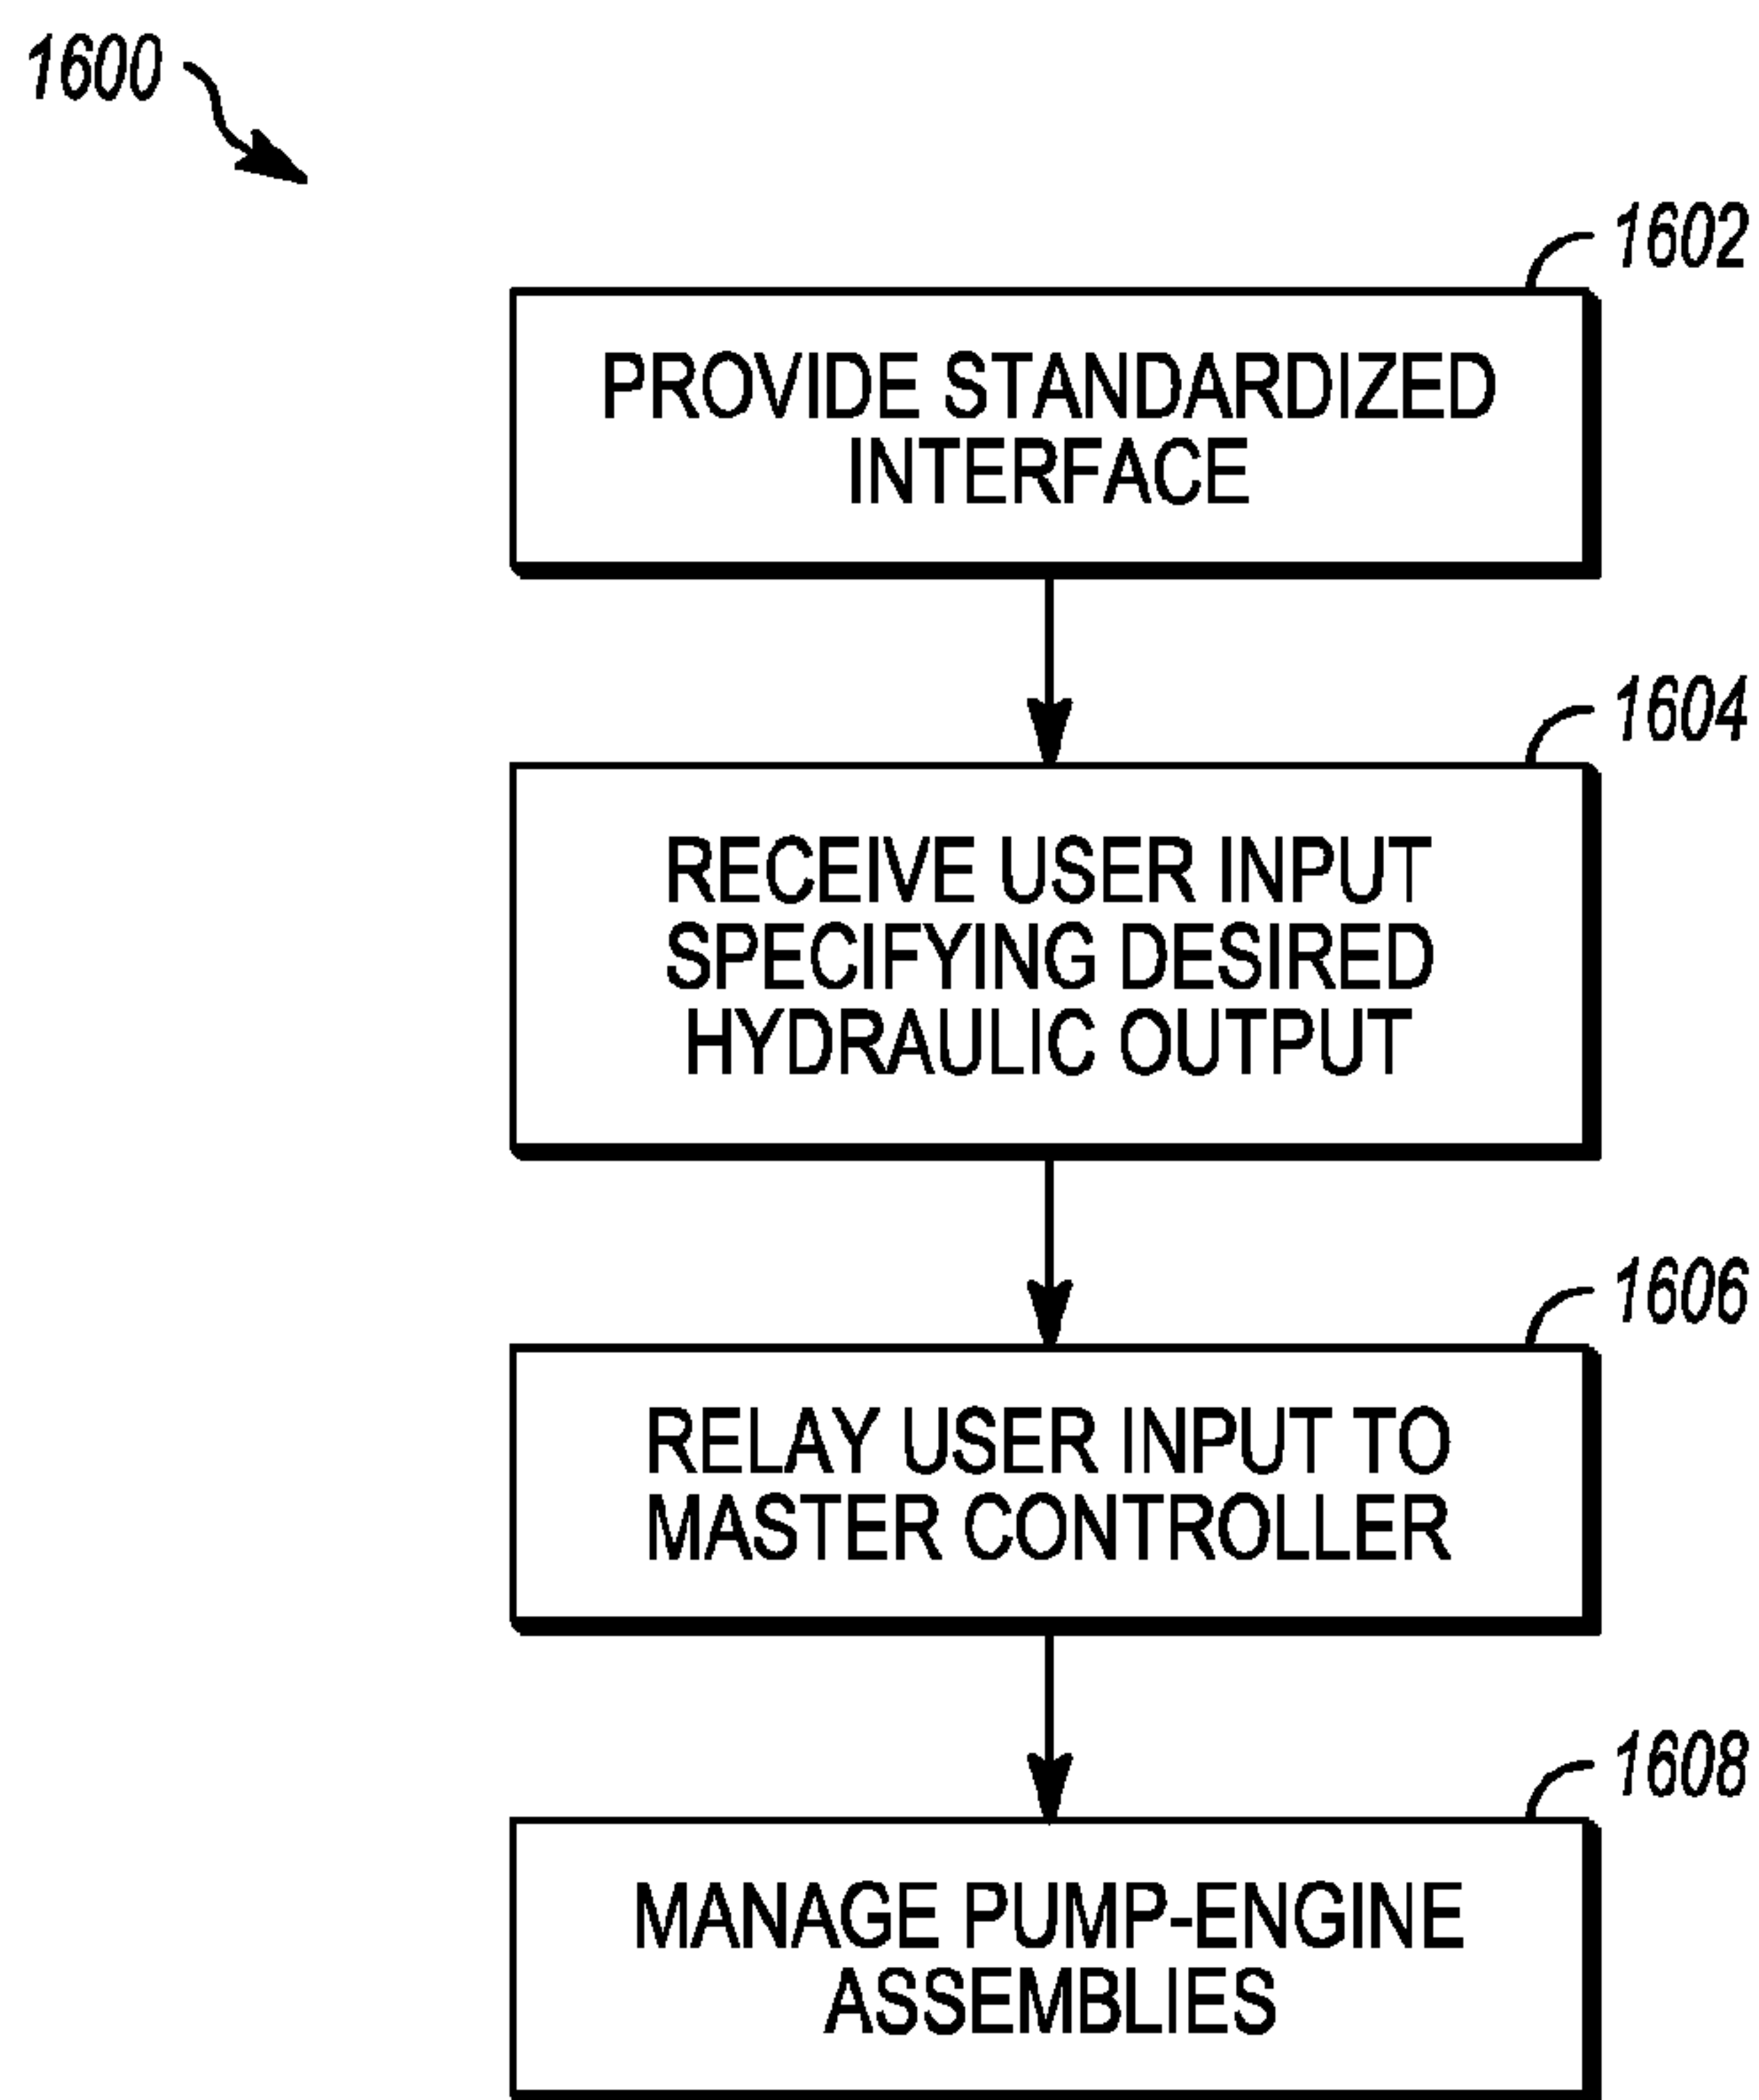 1600
1602
PROVIDE STANDARDIZED
INTERFACE
1604
RECEIVE USER INPUT
SPECIFYING DESIRED
HYDRAULIC OUTPUT
1606
RELAY USER INPUT TO
MASTER CONTROLLER
1608
MANAGE PUMP-ENGINE
ASSEMBLIES